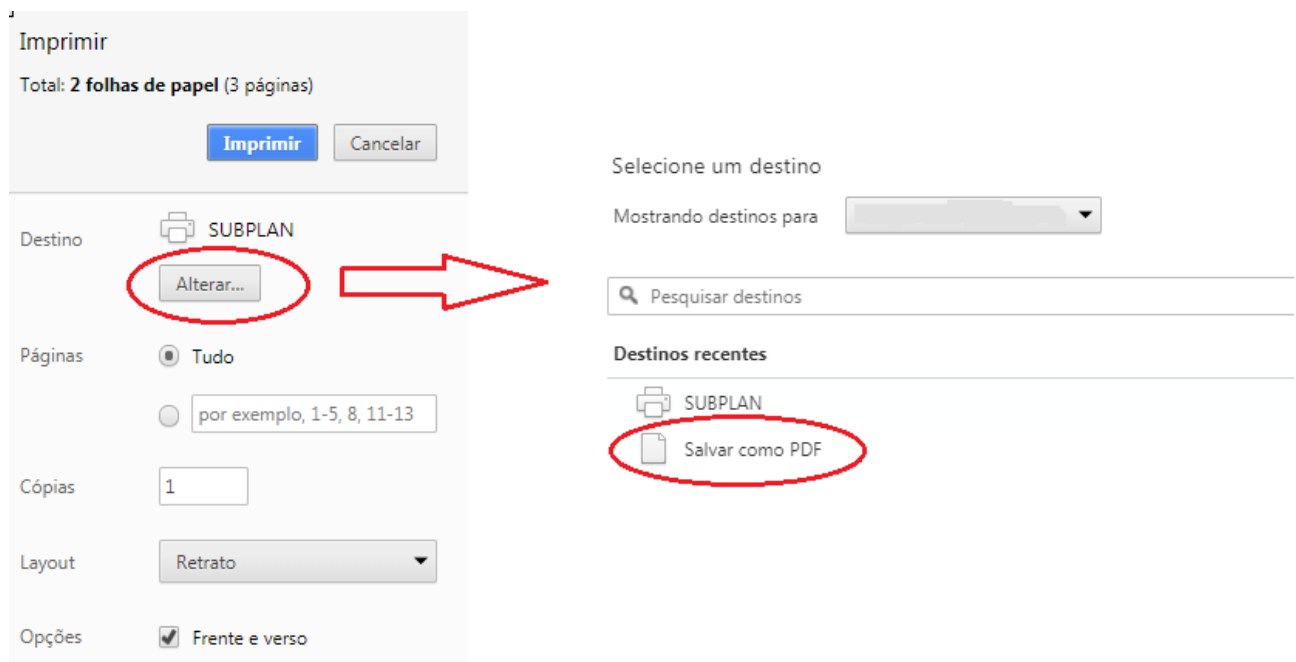 Imprimir
Total: 2 folhas de papel (3 páginas)
Imprimir Cancelar
Destino SUBPLAN
Alterar...
Páginas Tudo
por exemplo, 1-5, 8, 11-13
Cópias 1
Layout Retrato
Opções Frente e verso
Selecione um destino
Mostrando destinos para
Pesquisar destinos
Destinos recentes
SUBPLAN
Salvar como PDF